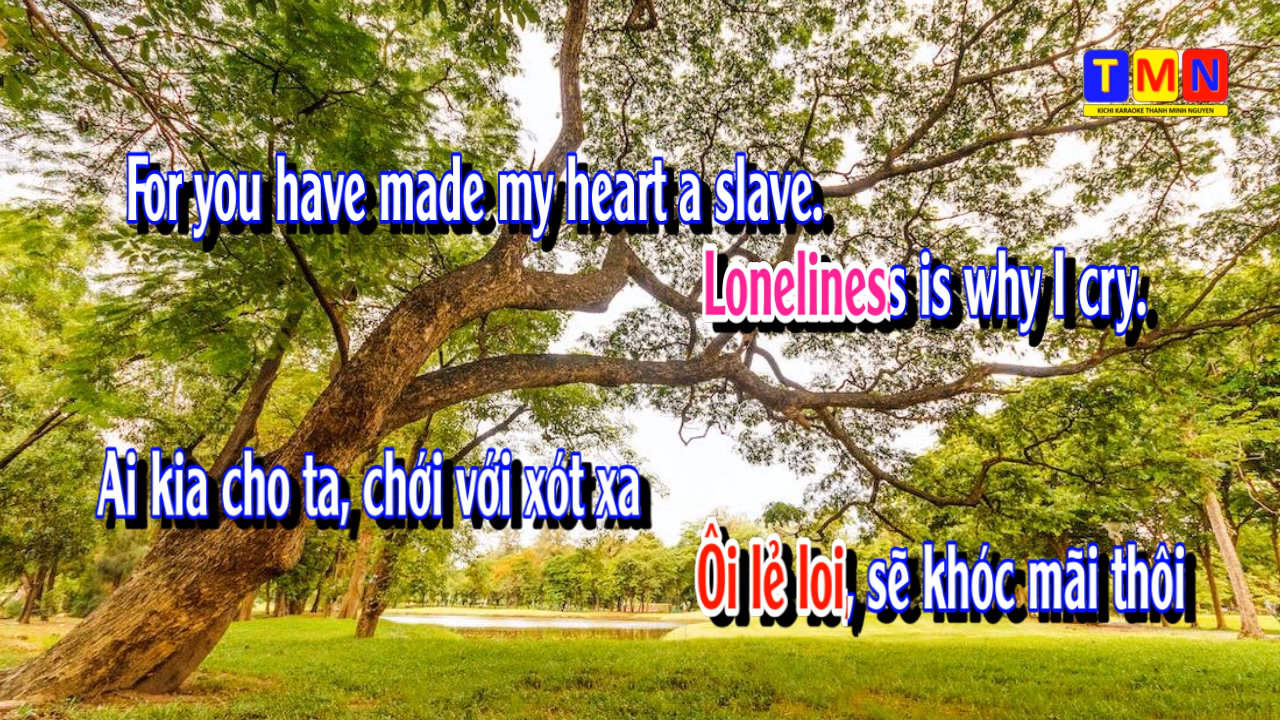 TMN
KICHI KARAOKE THANH MINH NGUYEN
For you have made my heart a slave.
Loneliness is why I cry.
Ai kia cho ta, chới với xót xa
Ôi lẻ loi, sẽ khóc mãi thôi